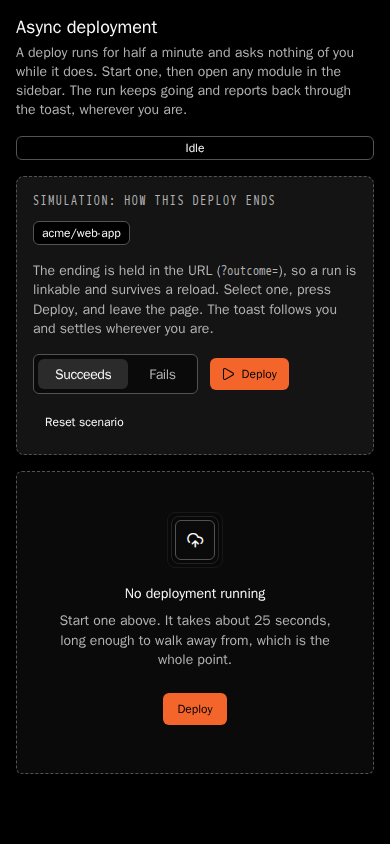 Async deployment
A deploy runs for half a minute and asks nothing of you
while it does. Start one, then open any module in the
sidebar. The run keeps going and reports back through
the toast, wherever you are.
Idle
SIMULATION: HOW THIS DEPLOY ENDS
acme/web-app
The ending is held in the URL (?outcome=), so a run is
linkable and survives a reload. Select one, press
Deploy, and leave the page. The toast follows you
and settles wherever you are.
Succeeds Fails Deploy
Reset scenario
No deployment running
Start one above. It takes about 25 seconds,
long enough to walk away from, which is the
whole point.
Deploy